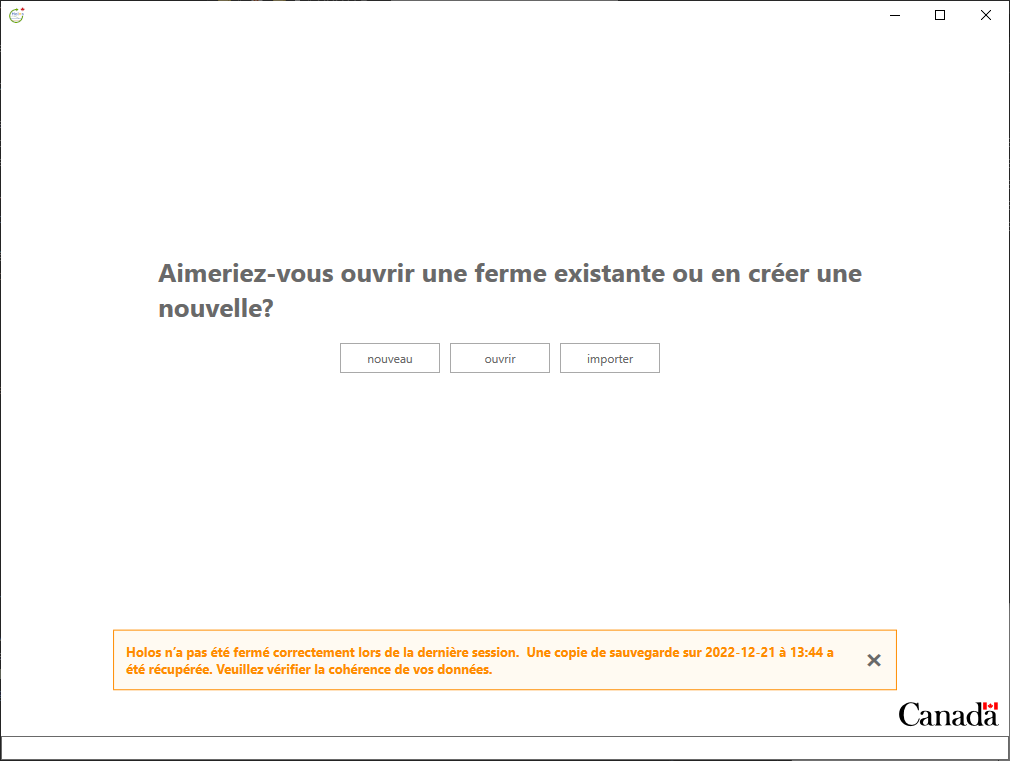 Aimeriez-vous ouvrir une ferme existante ou en créer une
nouvelle?
nouveau
ouvrir
importer
Holos n’a pas été fermé correctement lors de la dernière session.  Une copie de sauvegarde sur 2022-12-21 à 13:44 a
été récupérée. Veuillez vérifier la cohérence de vos données.
Canada